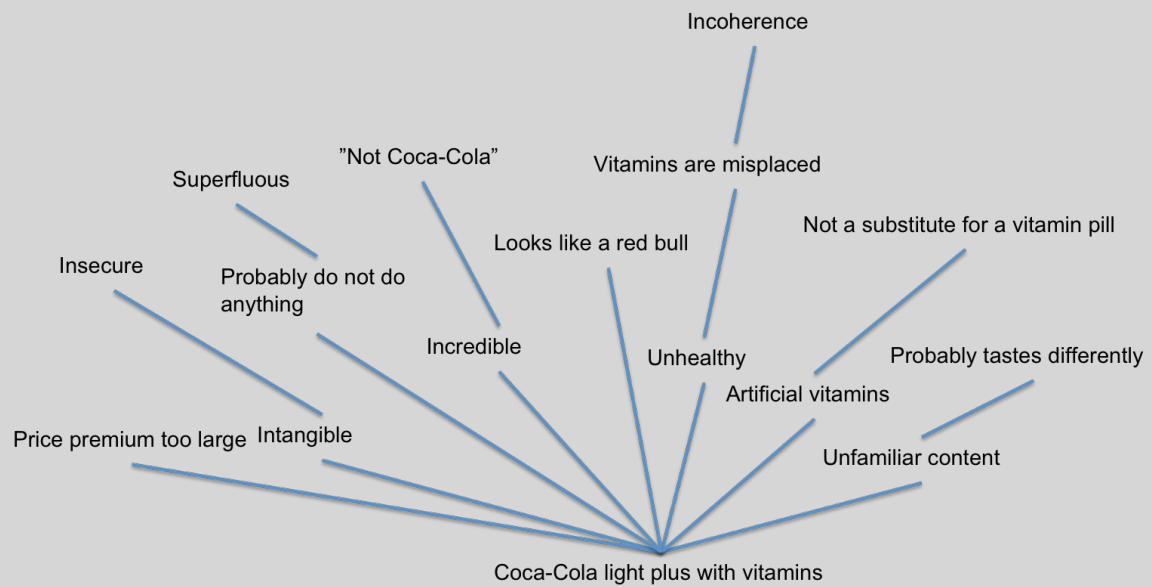 Incoherence
”Not Coca-Cola”
Vitamins are misplaced
Superfluous
Not a substitute for a vitamin pill
Looks like a red bull
Insecure
Probably do not do
anything
Incredible
Unhealthy
Probably tastes differently
Artificial vitamins
Price premium too large
Intangible
Unfamiliar content
Coca-Cola light plus with vitamins